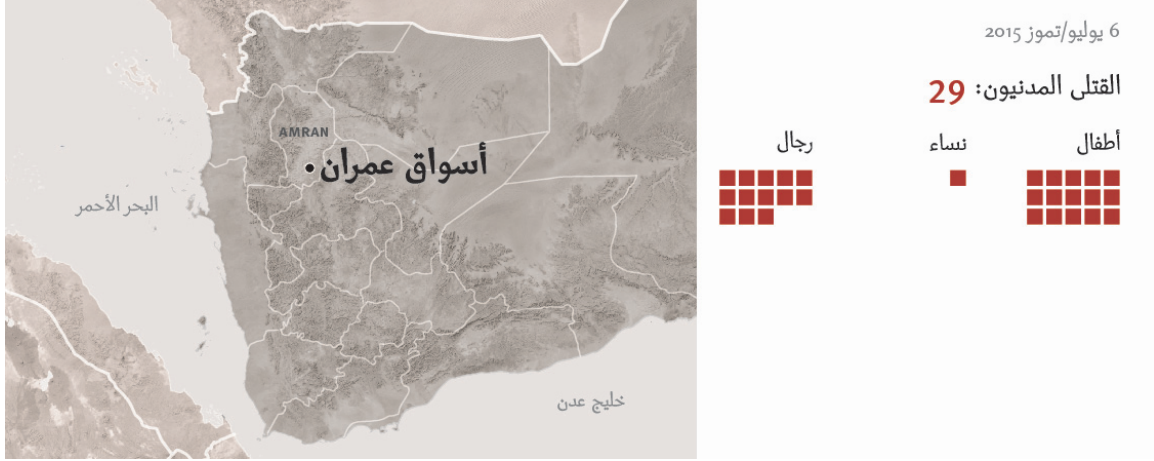 6 يوليو/تموز 2015
القتلى المدنيون: 29
أطفال
نساء
رجال
AMRAN
أسواق عمران
البحر الأحمر
خليج عدن